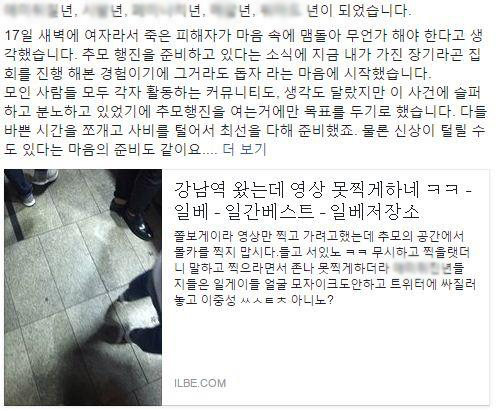 년, 년, 년, 년, 년이 되었습니다.
17일 새벽에 여자라서 죽은 피해자가 마음 속에 맴돌아 무언가 해야 한다고 생
각했습니다. 추모 행진을 준비하고 있다는 소식에 지금 내가 가진 장기라곤 집
회를 진행 해본 경험이기에 그거라도 돕자 라는 마음에 시작했습니다.
모인 사람들 모두 각자 활동하는 커뮤니티도, 생각도 달랐지만 이 사건에 슬퍼
하고 분노하고 있었기에 추모행진을 여는거에만 목표를 두기로 했습니다. 다들
바쁜 시간을 쪼개고 사비를 털어서 최선을 다해 준비했죠. 물론 신상이 털릴 수
도 있다는 마음의 준비도 같이요.... 더 보기
강남역 왔는데 영상 못찍게하네 ㅋㅋ -
일베 - 일간베스트 - 일베저장소
쫄보게이라 영상만 찍고 가려고했는데 추모의 공간에서
몰카를 찍지 맙시다.들고 서있노 ㅋㅋ 무시하고 찍을랫더
니 말하고 찍으라면서 존나 못찍게하더라 년들
지들은 일게이들 얼굴 모자이크도안하고 트위터에 싸질러
놓고 이중성 ㅆㅅㅌㅊ 아니노?
ILBE.COM